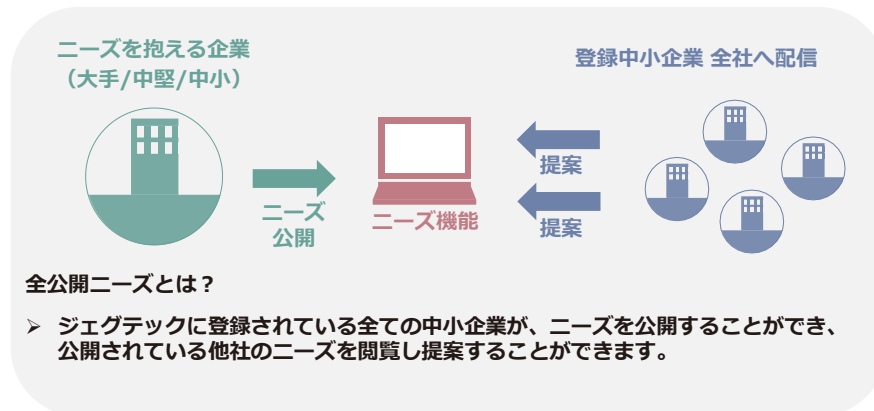 ニーズを抱える企業
（大手/中堅/中小）
登録中小企業 全社へ配信
提案
提案
ニーズ
公開
ニーズ機能
全公開ニーズとは？
➢ ジェグテックに登録されている全ての中小企業が、ニーズを公開することができ、
公開されている他社のニーズを閲覧し提案することができます。